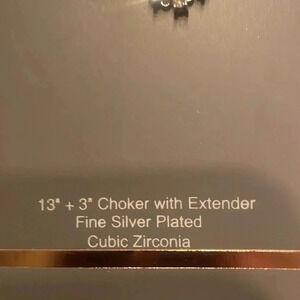 13" + 3" Choker with Extender
Fine Silver Plated
Cubic Zirconia